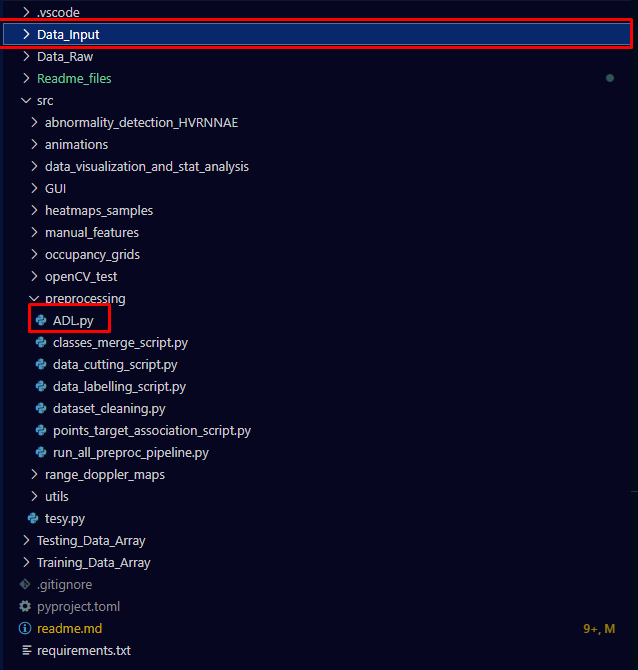 .vscode
Data_Input
Data_Raw
Readme_files
src
abnormality_detection_HVRNNAE
animations
data_visualization_and_stat_analysis
GUI
heatmaps_samples
manual_features
occupancy_grids
openCV_test
preprocessing
ADL.py
classes_merge_script.py
data_cutting_script.py
data_labelling_script.py
dataset_cleaning.py
points_target_association_script.py
run_all_preproc_pipeline.py
range_doppler_maps
utils
tesy.py
Testing_Data_Array
Training_Data_Array
.gitignore
pyproject.toml
readme.md 9+, M
requirements.txt